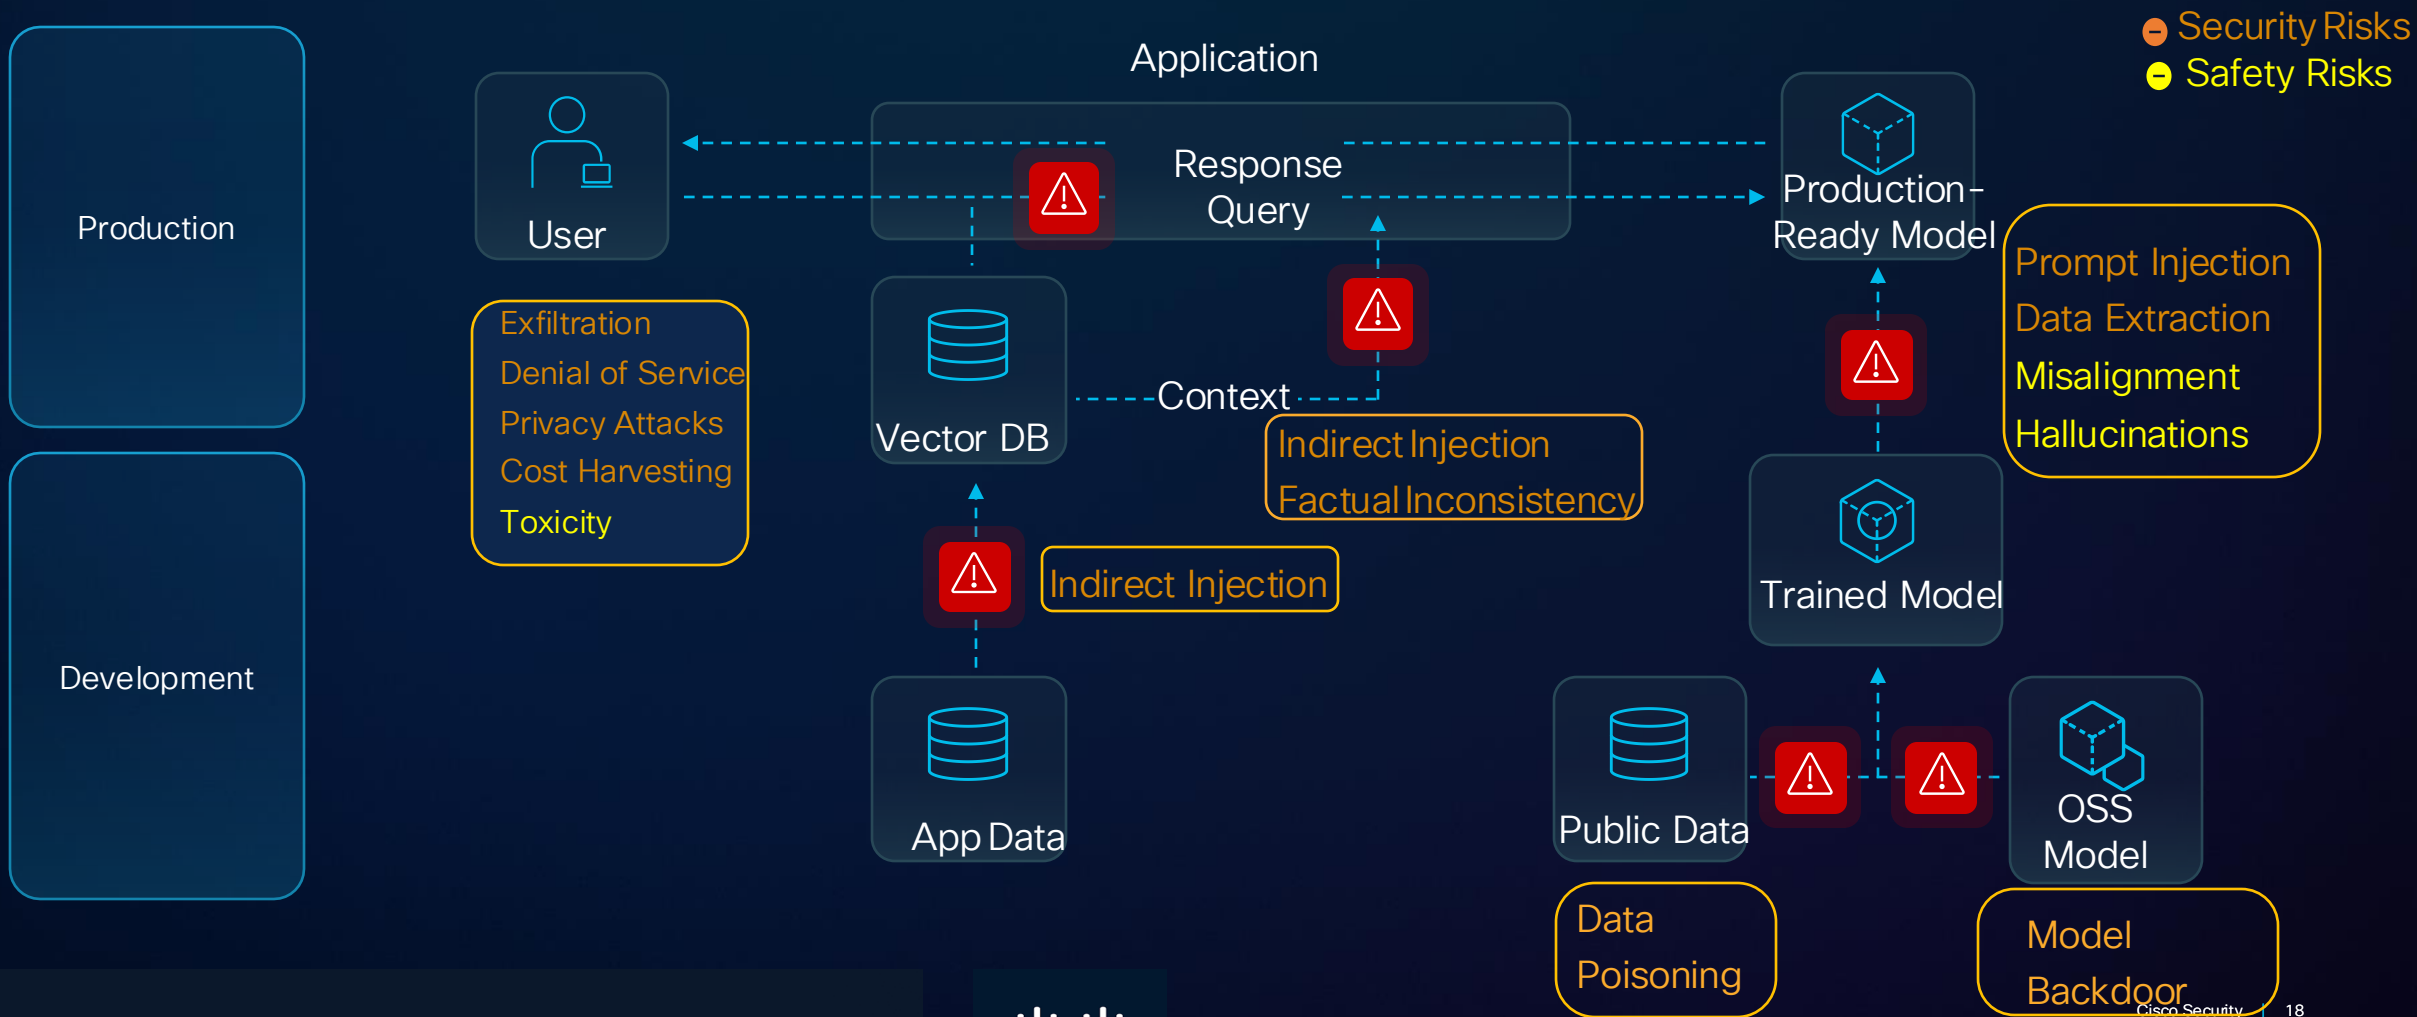 Security Risks
Safety Risks
Application
Production
User
Response
Query
Production-
Ready Model
Exfiltration
Denial of Service
Privacy Attacks
Cost Harvesting
Toxicity
Vector DB
Context
Indirect Injection
Factual Inconsistency
Prompt Injection
Data Extraction
Misalignment
Hallucinations
Development
Indirect Injection
Trained Model
App Data
Public Data
OSS
Model
Data
Poisoning
Model
Backdoor
Cisco Security | 18